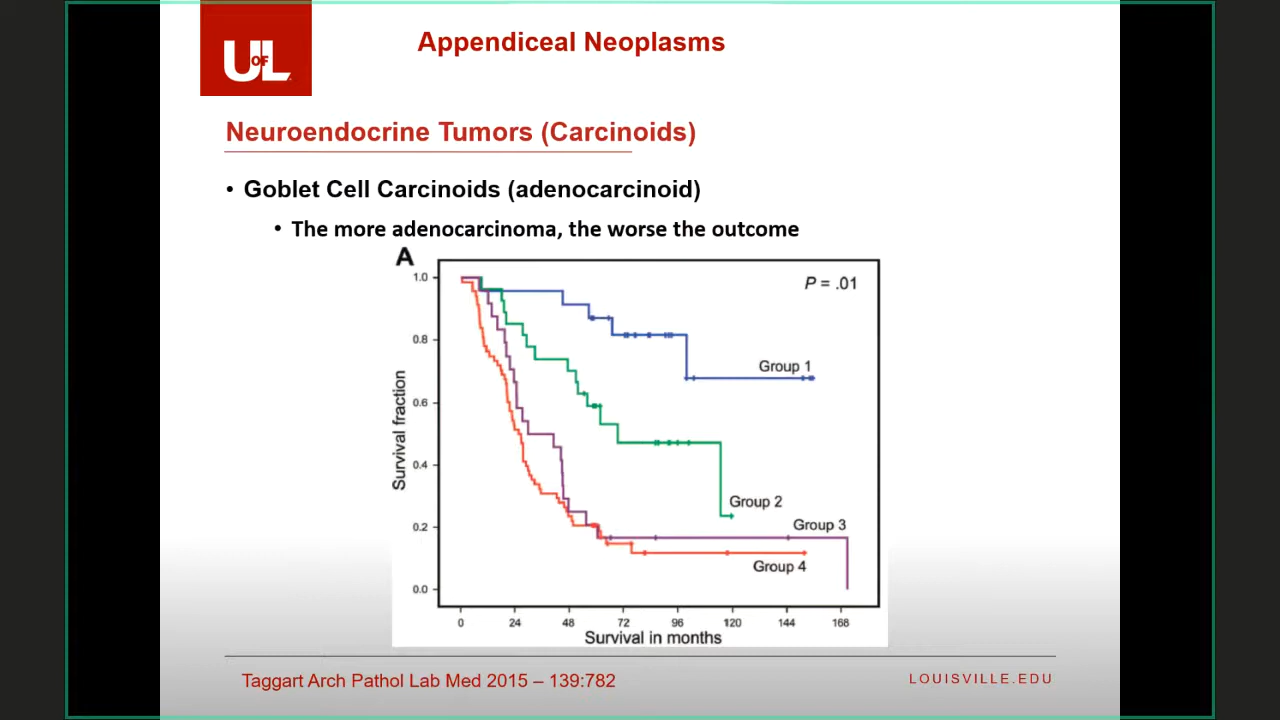 UOFL
Appendiceal Neoplasms
Neuroendocrine Tumors (Carcinoids)
• Goblet Cell Carcinoids (adenocarcinoid)
• The more adenocarcinoma, the worse the outcome
A
P = .01
1.0
0.8
0.6
0.4
0.2
0.0
Survival fraction
Group 1
Group 2
Group 3
Group 4
0 24 48 72 96 120 144 168
Survival in months
Taggart Arch Pathol Lab Med 2015 – 139:782
LOUISVILLE.EDU